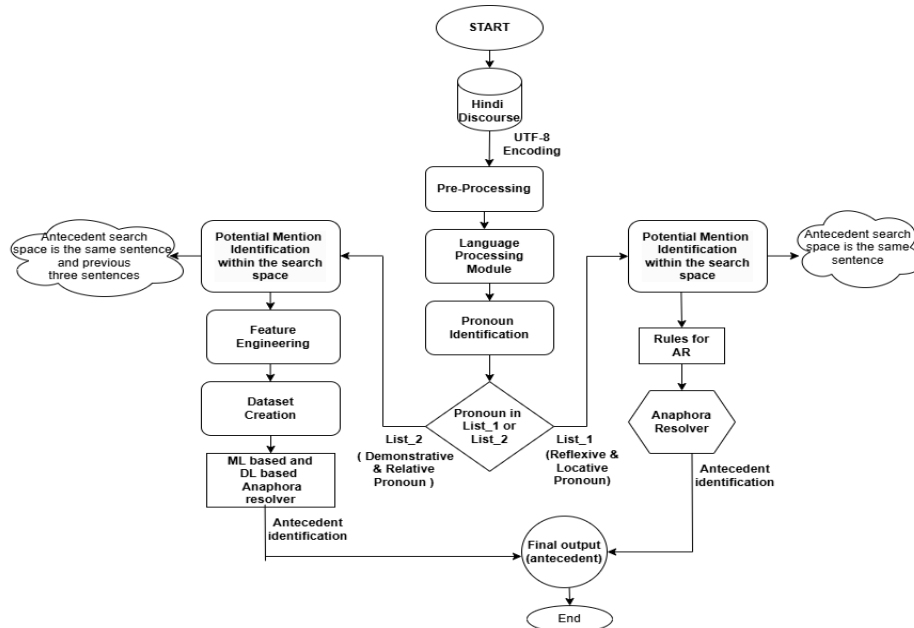 START
Hindi
Discourse
UTF-8
Encoding
Pre-Processing
Language
Processing
Module
Pronoun
Identification
Pronoun in
List_1 or
List_2
List_2
( Demonstrative
& Relative
Pronoun )
Potential Mention
Identification
within the search
space
Antecedent search
space is the same sentence
and previous
three sentences
Feature
Engineering
Dataset
Creation
ML based and
DL based
Anaphora
resolver
Antecedent
identification
List_1
(Reflexive &
Locative
Pronoun)
Potential Mention
Identification
within the search
space
Antecedent search
space is the same
sentence
Rules for
AR
Anaphora
Resolver
Antecedent
identification
Final output
(antecedent)
End